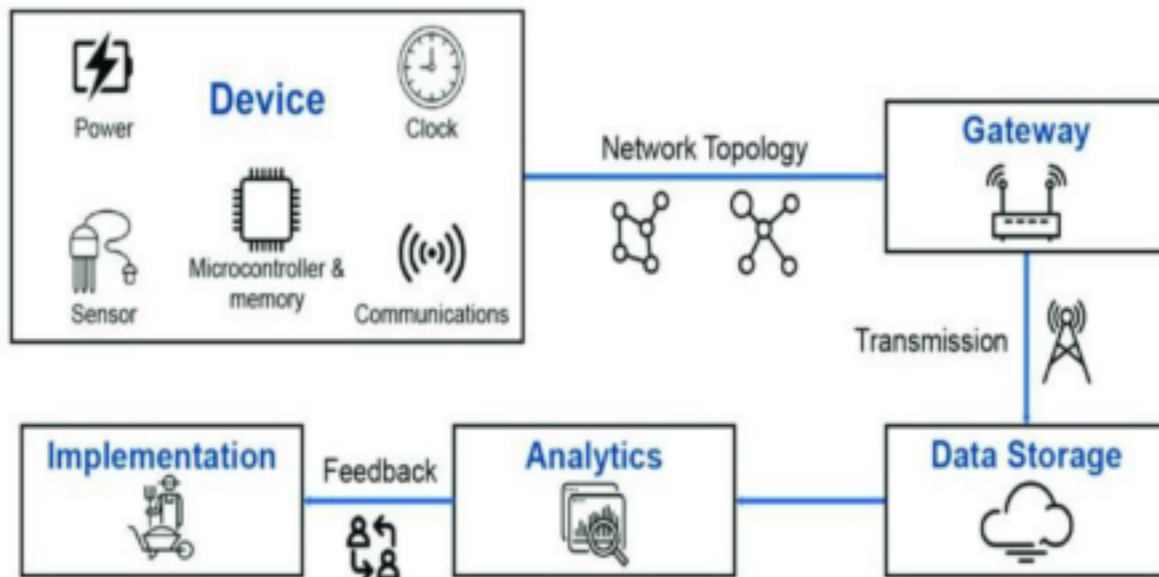 Device
Power
Clock
Sensor
Microcontroller &
memory
Communications
Network Topology
Gateway
Transmission
Implementation
Feedback
Analytics
Data Storage